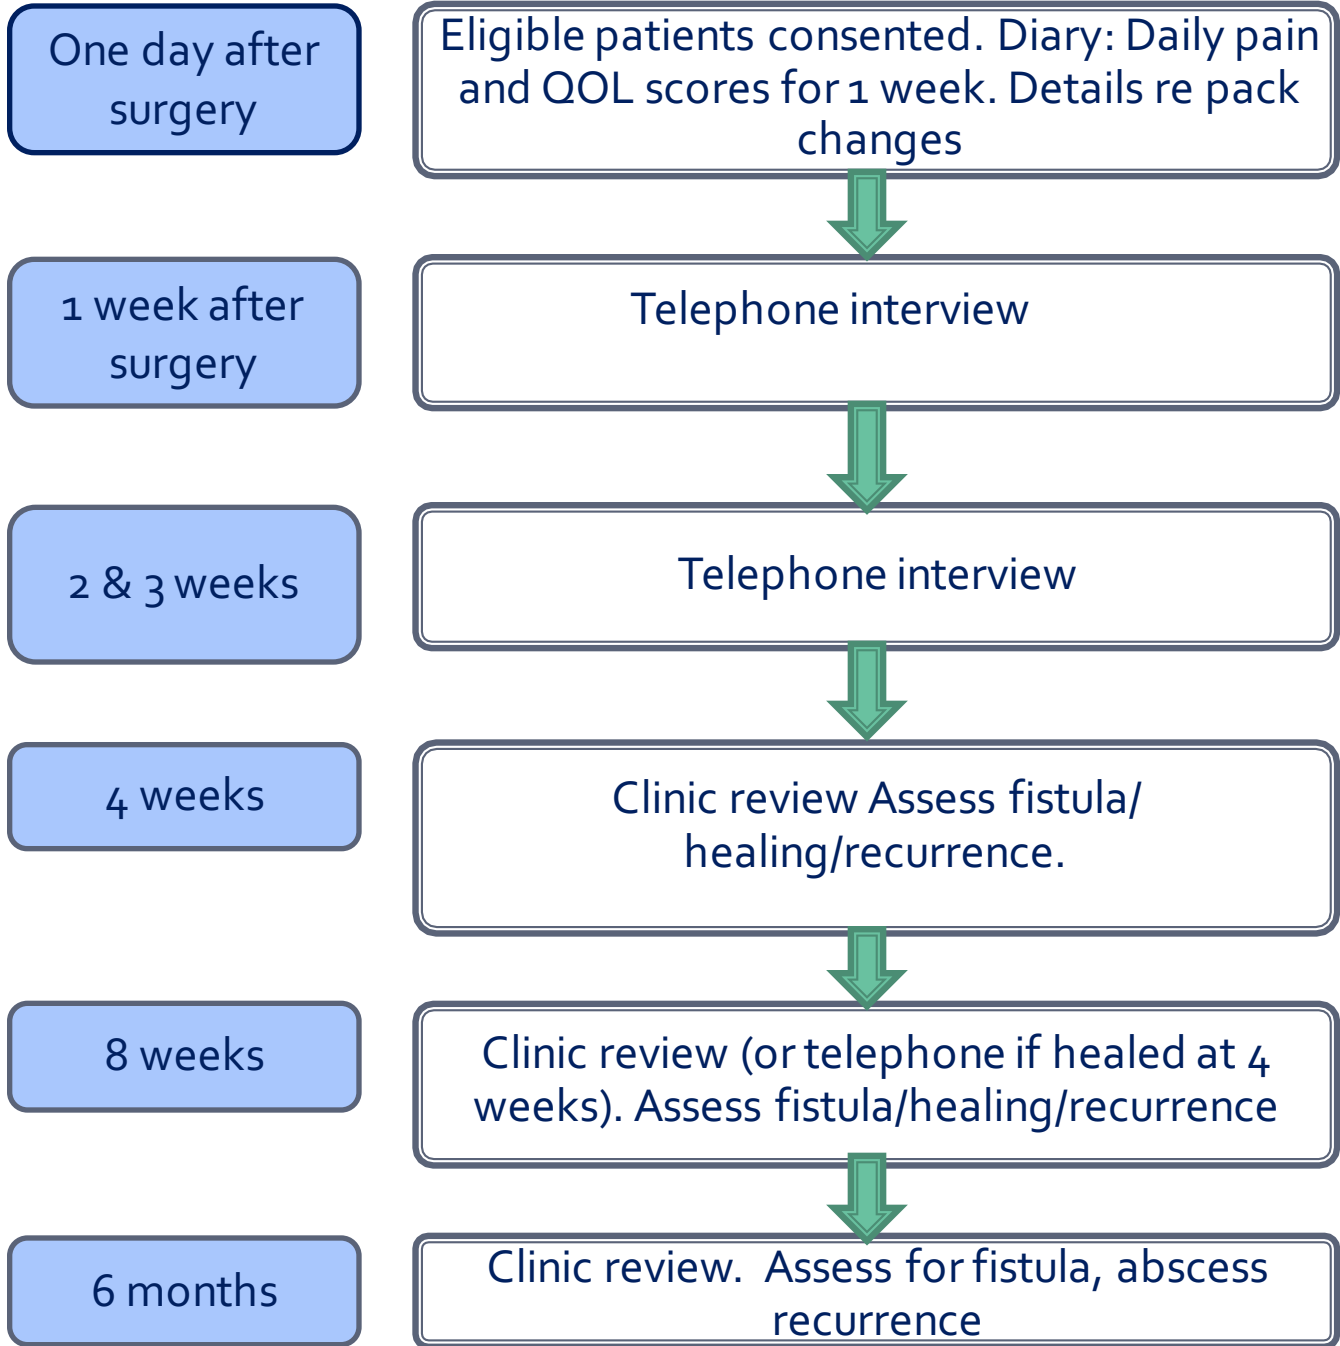 One day after
surgery
Eligible patients consented. Diary: Daily pain
and QOL scores for 1 week. Details re pack
changes
1 week after
surgery
Telephone interview
2 & 3 weeks
Telephone interview
4 weeks
Clinic review Assess fistula/
healing/recurrence.
8 weeks
Clinic review (or telephone if healed at 4
weeks). Assess fistula/healing/recurrence
6 months
Clinic review. Assess for fistula, abscess
recurrence